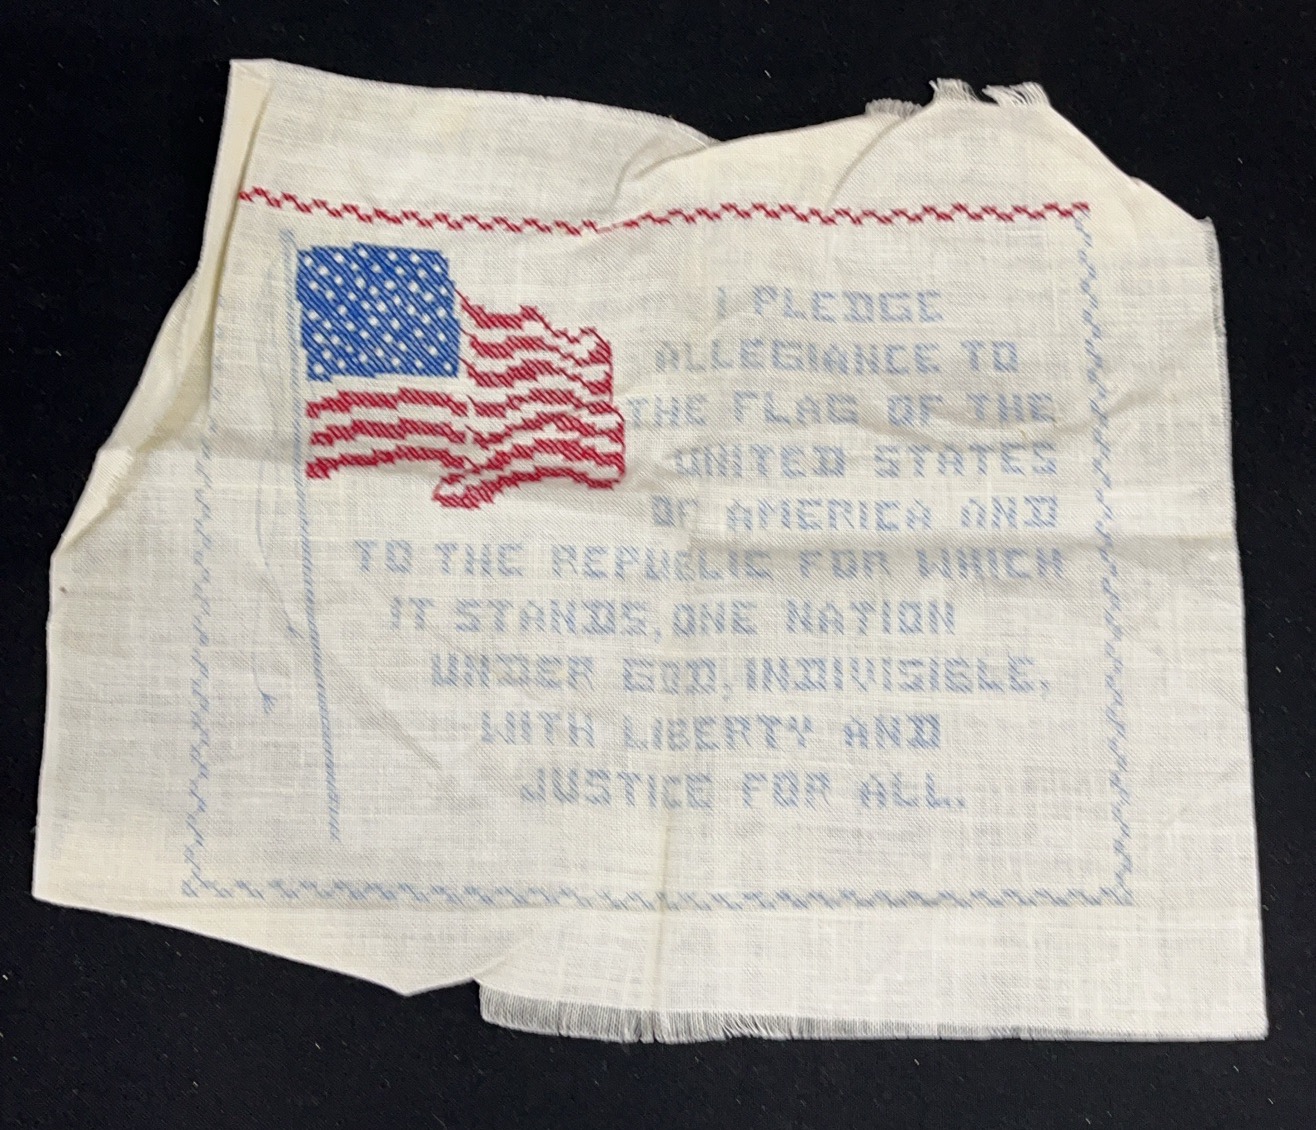 I PLEDGE
ALLEGIANCE TO
THE FLAG OF THE
UNITED STATES
OF AMERICA AND
TO THE REPUBLIC FOR WHICH
IT STANDS, ONE NATION
UNDER GOD, INDIVISIBLE,
WITH LIBERTY AND
JUSTICE FOR ALL.